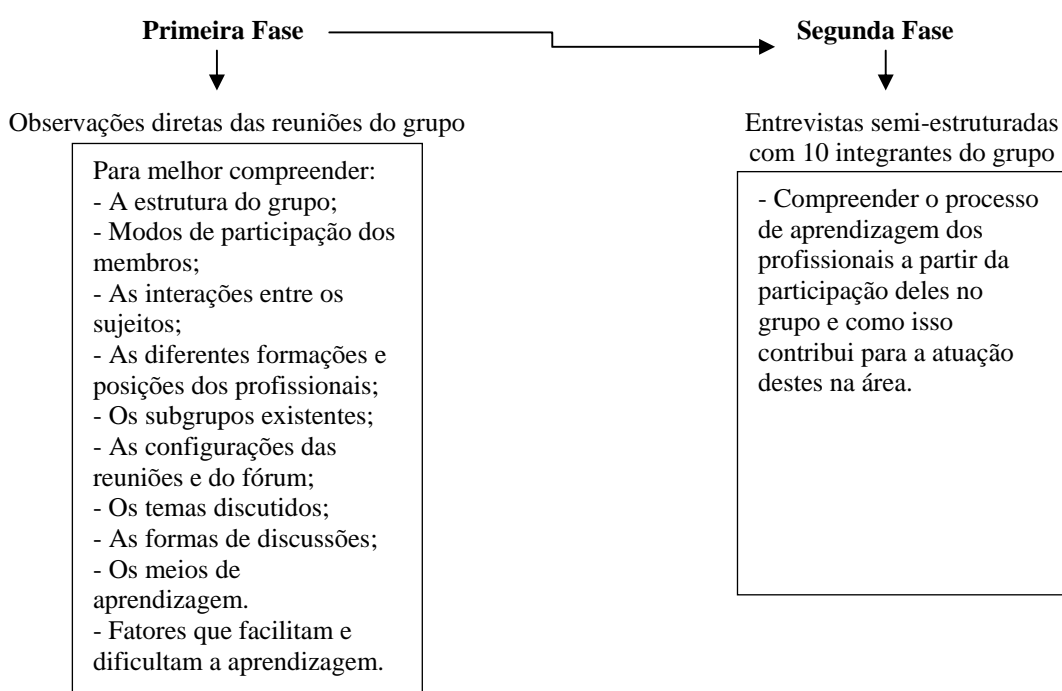 Primeira Fase
Segunda Fase
Observações diretas das reuniões do grupo
Para melhor compreender:
- A estrutura do grupo;
- Modos de participação dos
membros;
- As interações entre os
sujeitos;
- As diferentes formações e
posições dos profissionais;
- Os subgrupos existentes;
- As configurações das
reuniões e do fórum;
- Os temas discutidos;
- As formas de discussões;
- Os meios de
aprendizagem.
- Fatores que facilitam e
dificultam a aprendizagem.
Entrevistas semi-estruturadas
com 10 integrantes do grupo
- Compreender o processo
de aprendizagem dos
profissionais a partir da
participação deles no
grupo e como isso
contribui para a atuação
destes na área.